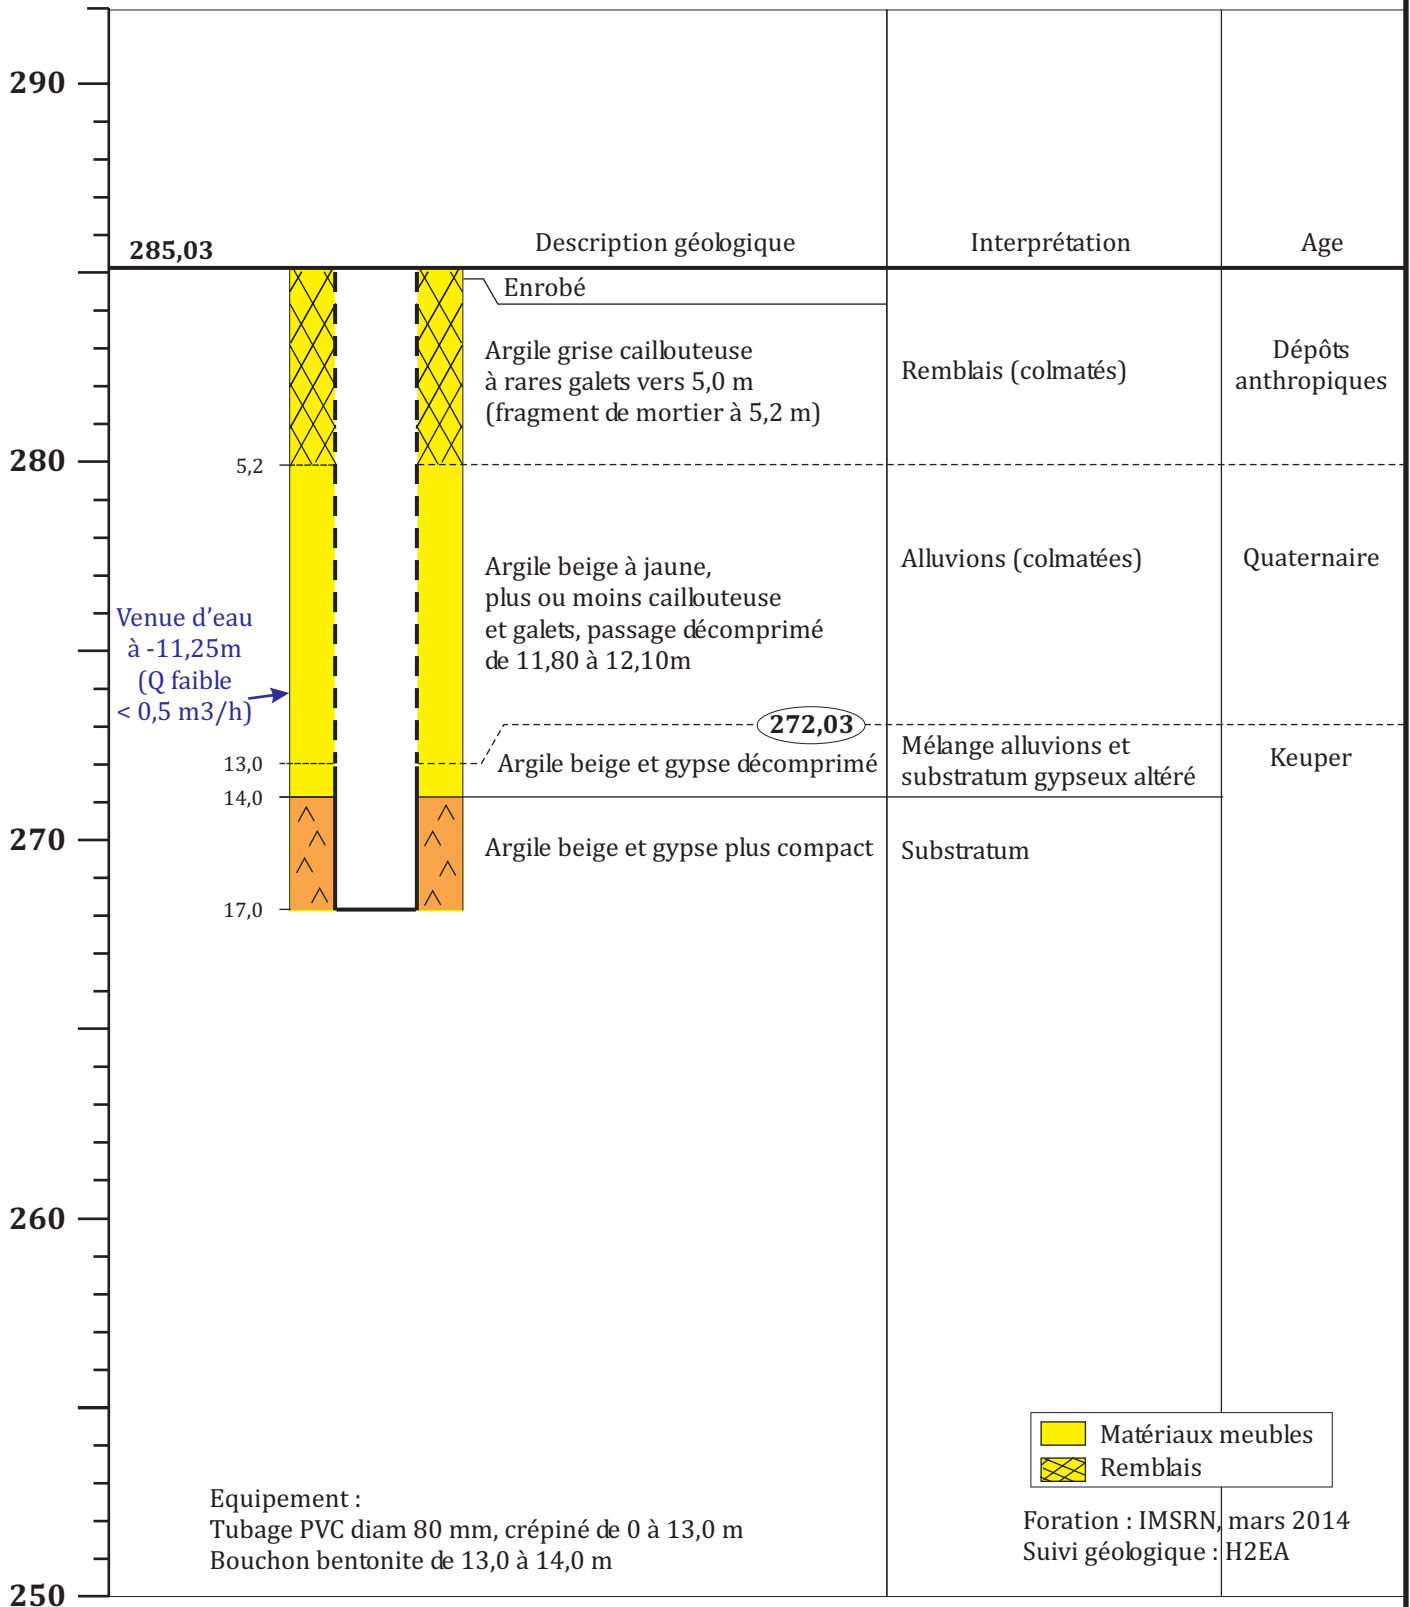 290
285,03
Description géologique
Interprétation
Age
Enrobé
Argile grise caillouteuse
à rares galets vers 5,0 m
(fragment de mortier à 5,2 m)
Remblais (colmatés)
Dépôts
anthropiques
280
5,2
Argile beige à jaune,
plus ou moins caillouteuse
et galets, passage décomprimé
de 11,80 à 12,10m
Alluvions (colmatées)
Quaternaire
Venue d’eau
à -11,25m
(Q faible
< 0,5 m3/h)
272,03
13,0
Argile beige et gypse décomprimé
Mélange alluvions et
substratum gypseux altéré
Keuper
14,0
270
Argile beige et gypse plus compact
Substratum
17,0
260
Matériaux meubles
Remblais
Equipement :
Tubage PVC diam 80 mm, crépiné de 0 à 13,0 m
Bouchon bentonite de 13,0 à 14,0 m
Foration : IMSRN, mars 2014
Suivi géologique : H2EA
250